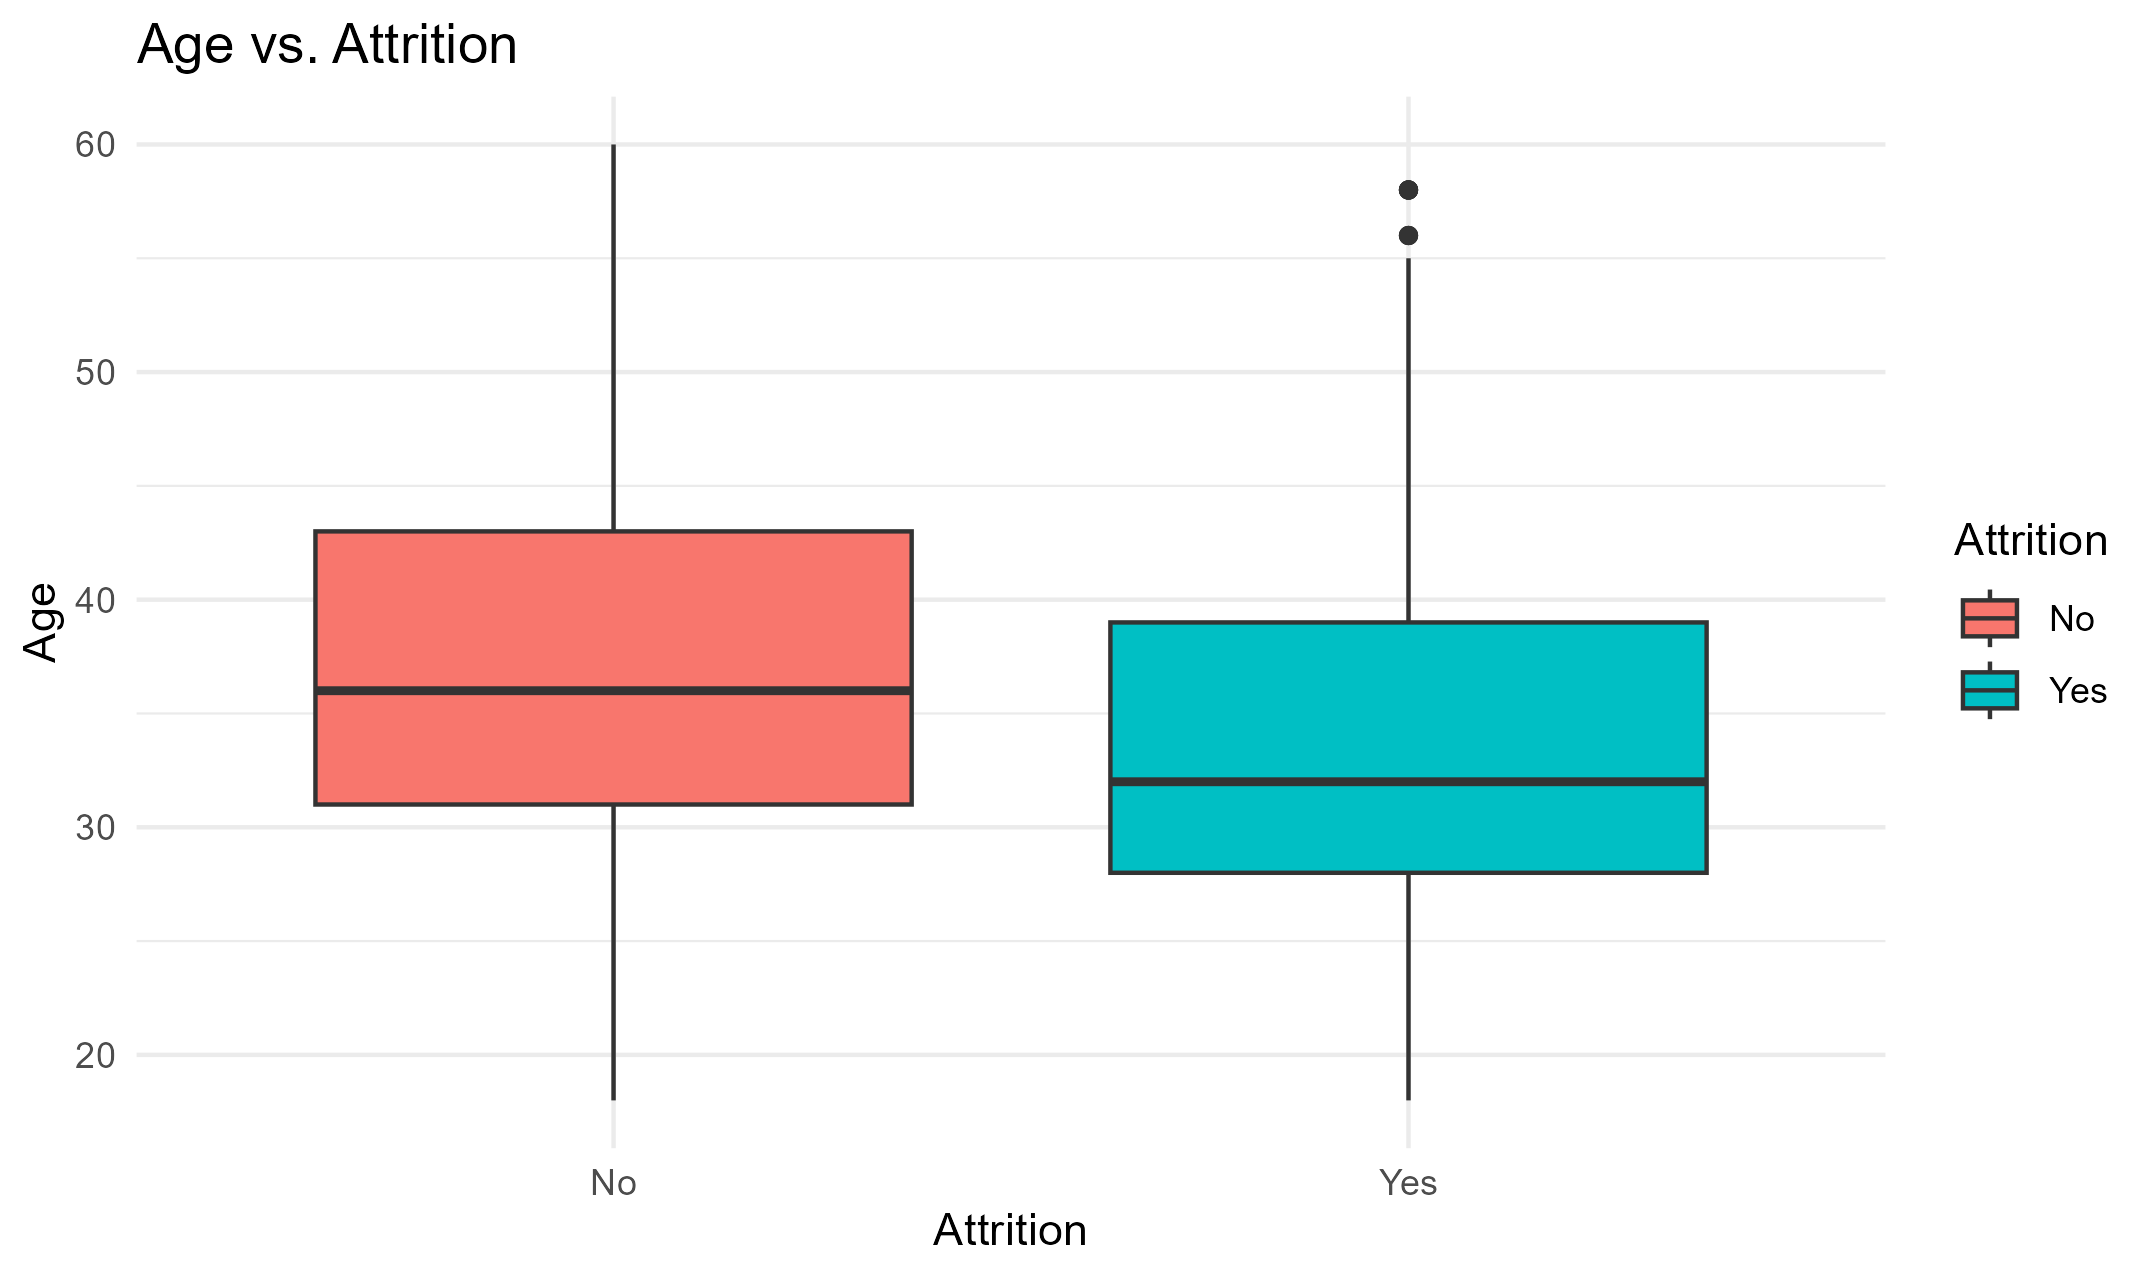 Age vs. Attrition
60
50
40
30
20
Age
No
Yes
Attrition
Attrition
No
Yes